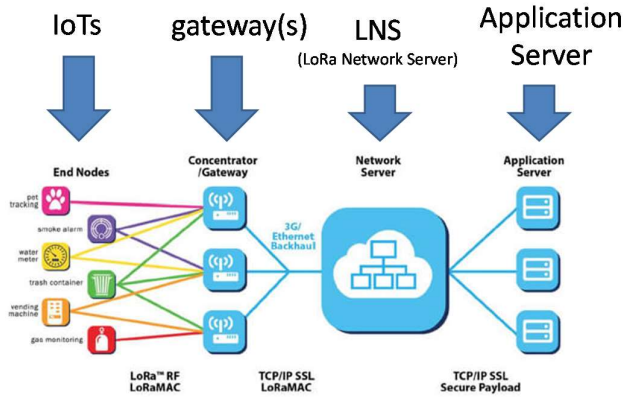 IoTs
gateway(s)
LNS
(LoRa Network Server)
Application
Server
End Nodes
Concentrator
/Gateway
Network
Server
Application
Server
pet
tracking
smoke alarm
water
meter
trash container
vending
machine
gas monitoring
3G/
Ethernet
Backhaul
LoRa™ RF
LoRaMAC
TCP/IP SSL
LoRaMAC
TCP/IP SSL
Secure Payload